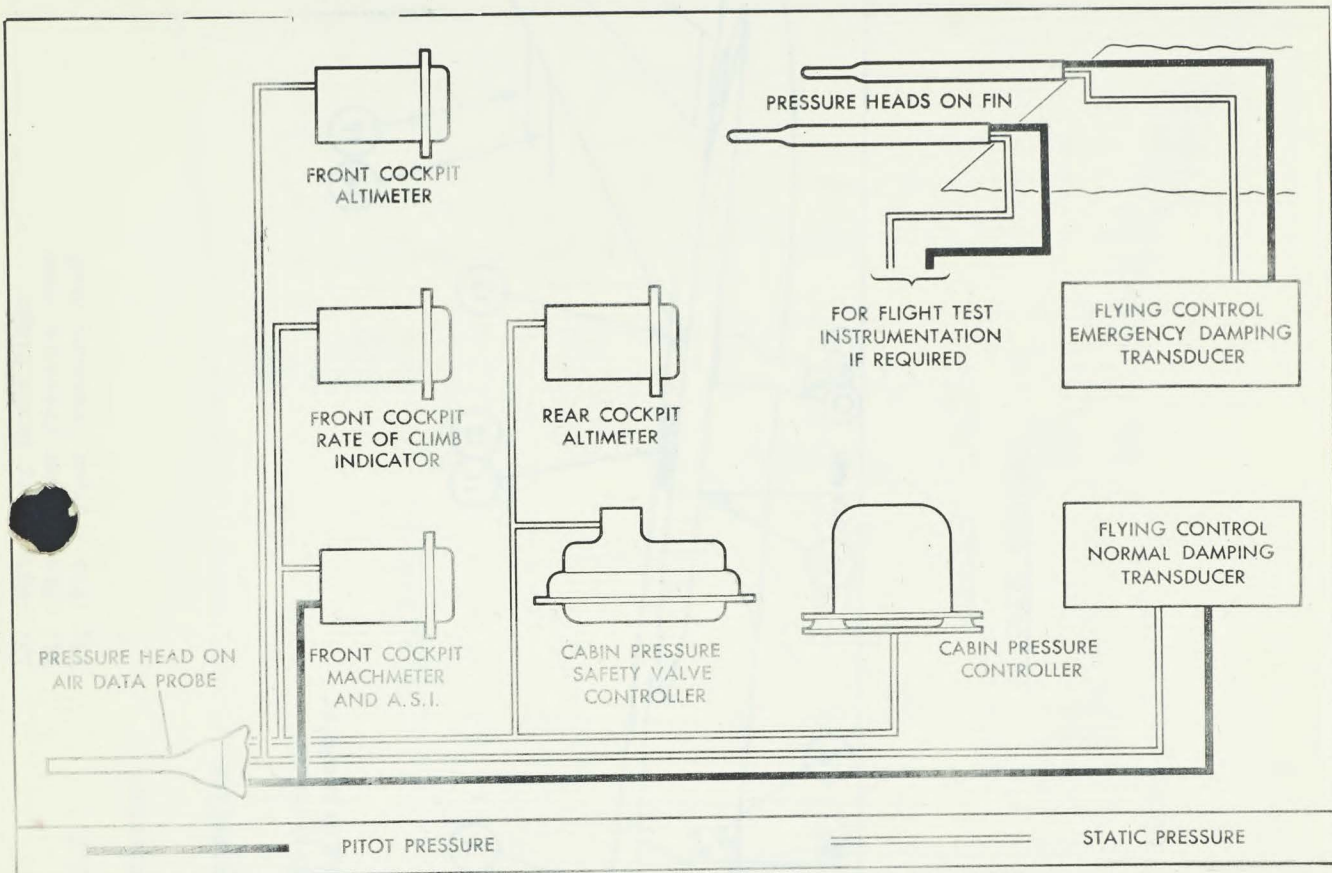 PRESSURE HEADS ON FIN
FRONT COCKPIT
ALTIMETER
FOR FLIGHT TEST
INSTRUMENTATION
IF REQUIRED
FLYING CONTROL
EMERGENCY DAMPING
TRANSDUCER
FRONT COCKPIT
RATE OF CLIMB
INDICATOR
REAR COCKPIT
ALTIMETER
FLYING CONTROL
NORMAL DAMPING
TRANSDUCER
PRESSURE HEAD ON
AIR DATA PROBE
FRONT COCKPIT
MACHMETER
AND A.S.I.
CABIN PRESSURE
SAFETY VALVE
CONTROLLER
CABIN PRESSURE
CONTROLLER
PITOT PRESSURE
STATIC PRESSURE